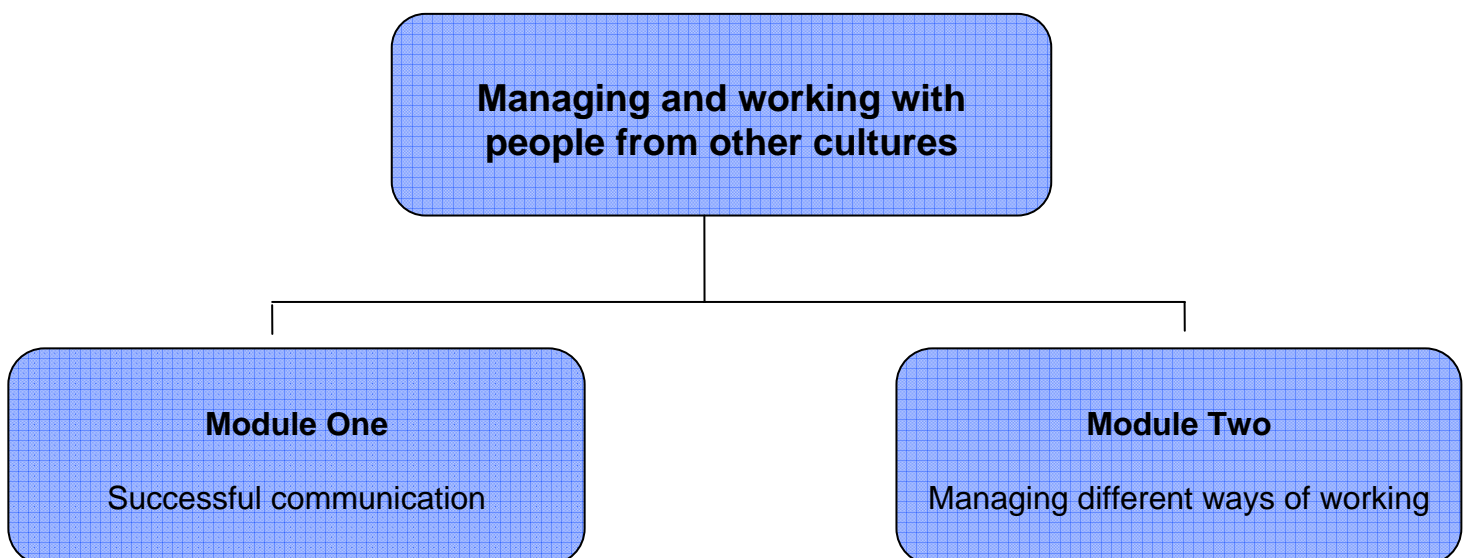 Managing and working with
people from other cultures
Module One
Successful communication
Module Two
Managing different ways of working